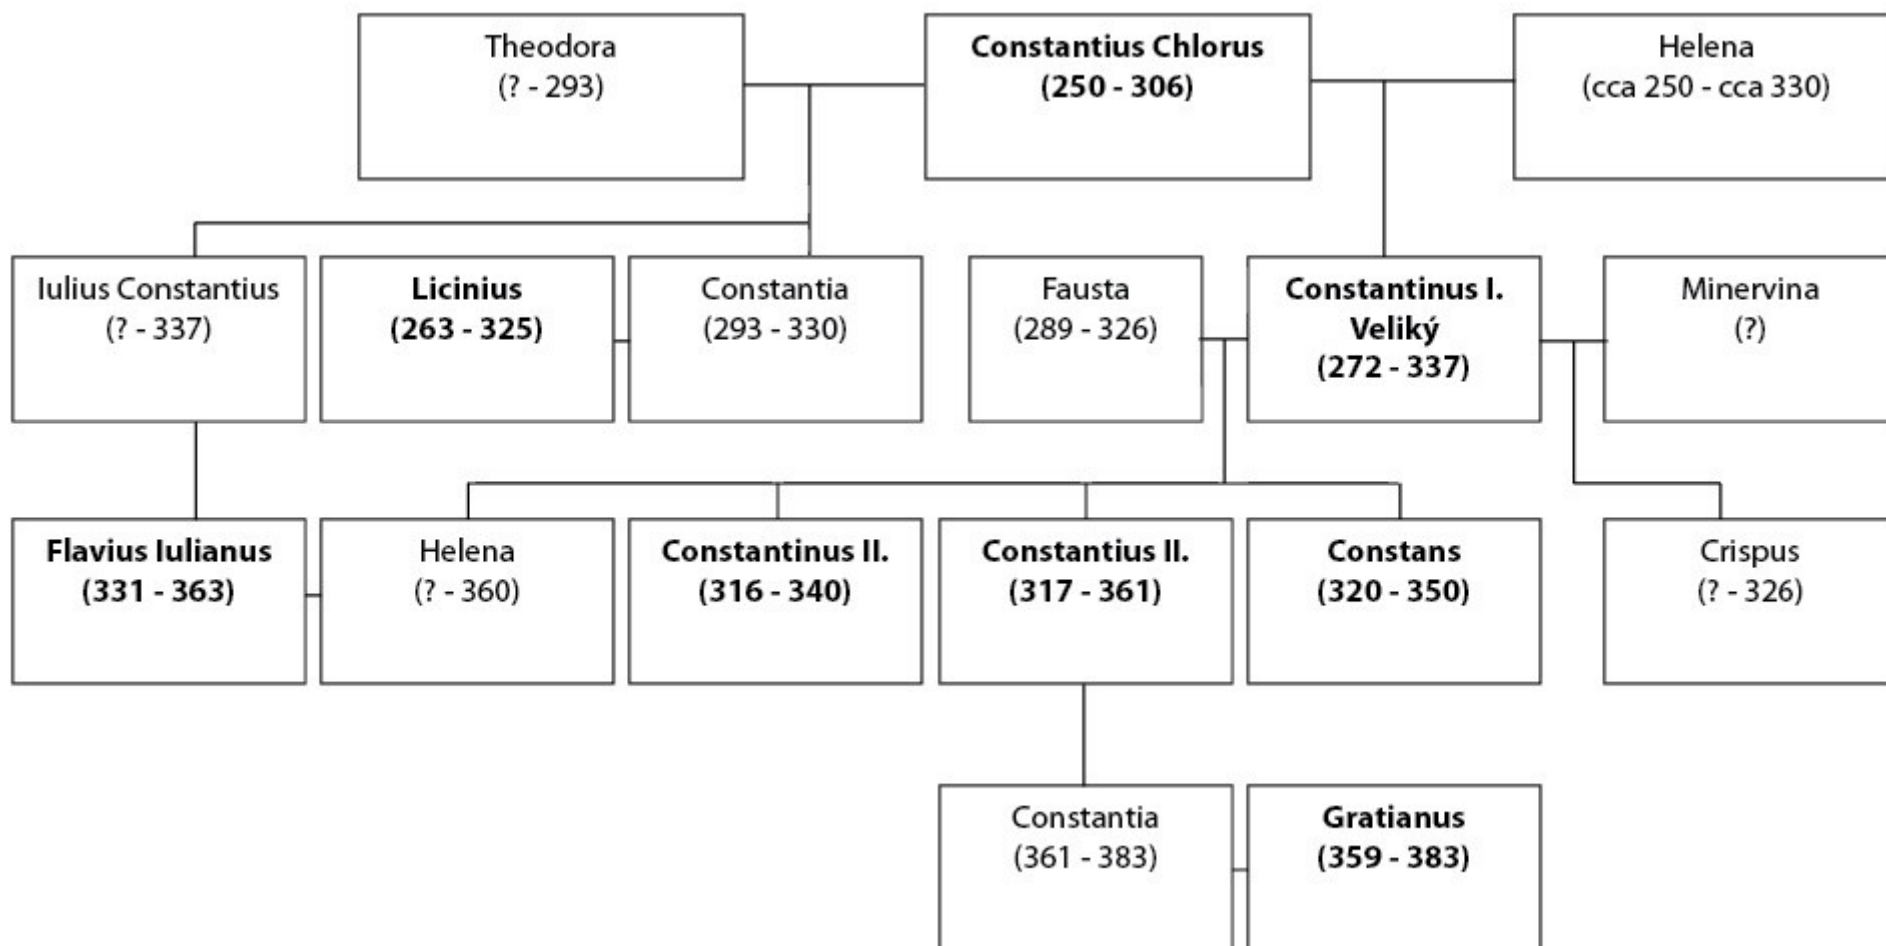 Theodora
(? - 293)
Constantius Chlorus
(250 - 306)
Helena
(cca 250 - cca 330)
Iulius Constantius
(? - 337)
Licinius
(263 - 325)
Constantia
(293 - 330)
Fausta
(289 - 326)
Constantinus I.
Veliký
(272 - 337)
Minervina
(?)
Flavius Iulianus
(331 - 363)
Helena
(? - 360)
Constantinus II.
(316 - 340)
Constantius II.
(317 - 361)
Constans
(320 - 350)
Crispus
(? - 326)
Constantia
(361 - 383)
Gratianus
(359 - 383)